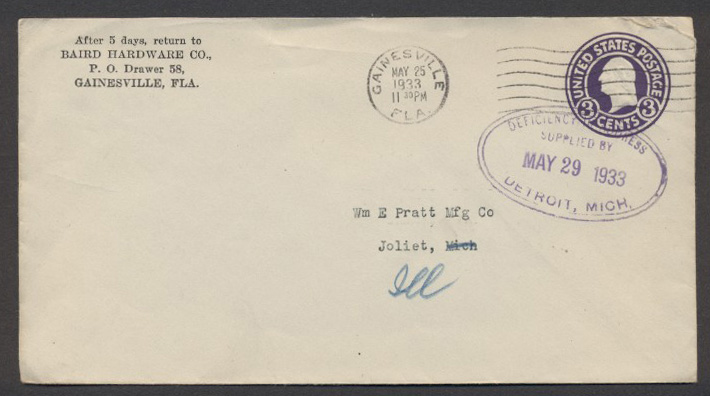 After 5 days, return to
BAIRD HARDWARE CO.,
P. O. Drawer 58,
GAINESVILLE, FLA.
GAINESVILLE
MAY 25
1933
11 30 PM
FLA.
UNITED STATES POSTAGE
3 CENTS 3
DEFICIENCY
SUPPLIED BY
MAY 29 1933
DETROIT, MICH.
Wm E Pratt Mfg Co
Joliet, Mich
Ill